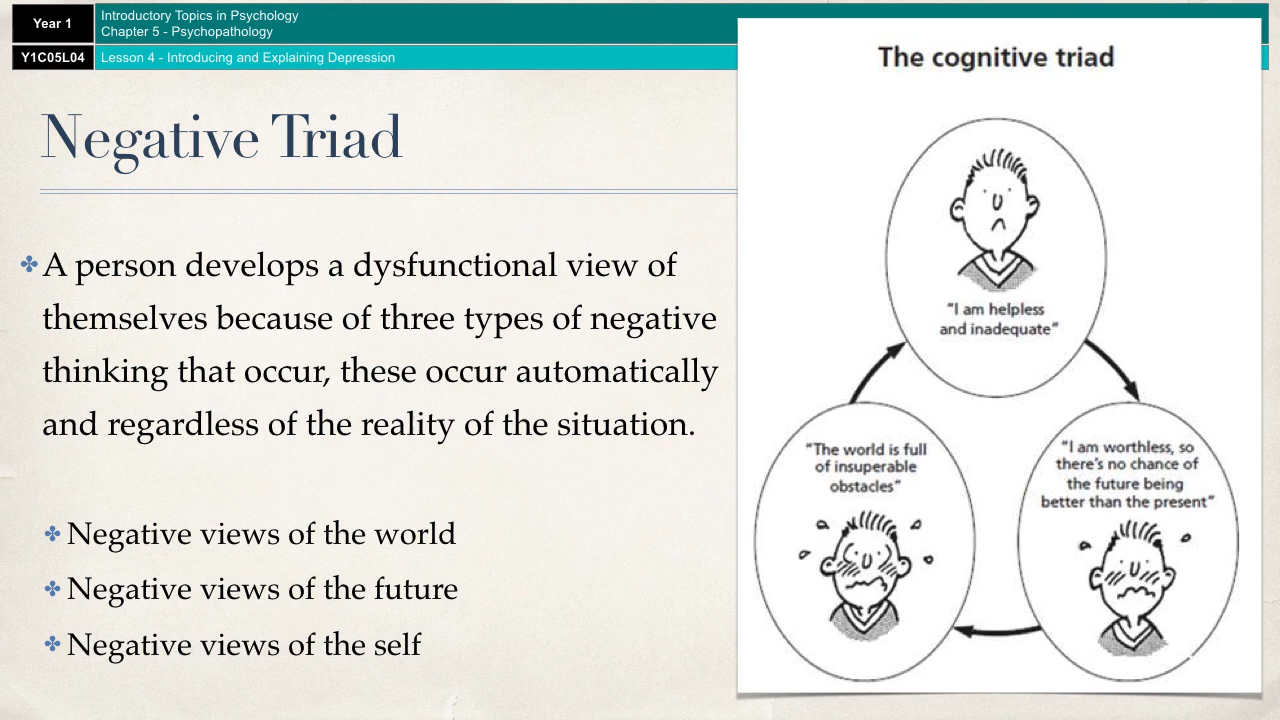 Year 1
Introductory Topics in Psychology
Chapter 5 - Psychopathology
Y1C05L04
Lesson 4 - Introducing and Explaining Depression
Negative Triad
A person develops a dysfunctional view of
themselves because of three types of negative
thinking that occur, these occur automatically
and regardless of the reality of the situation.
Negative views of the world
Negative views of the future
Negative views of the self
The cognitive triad
"I am helpless
and inadequate"
"The world is full
of insuperable
obstacles"
"I am worthless, so
there's no chance of
the future being
better than the present"